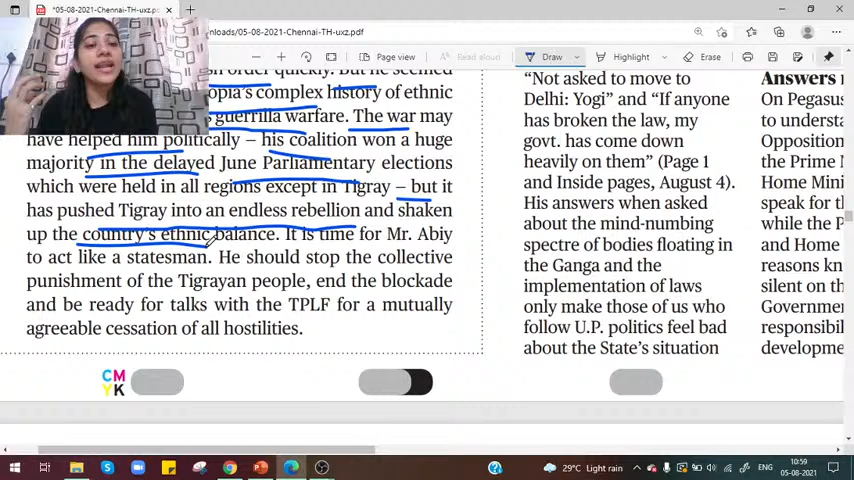 *05-08-2021-Chennai-TH-uxz.pd
nloads/05-08-2021-Chennai-TH-uxz.pdf
Page view
Read aloud
Draw
Highlight
Erase
order quickly. But he seemed
opia's complex history of ethnic
guerrilla warfare. The war may
have helped him politically – his coalition won a huge
majority in the delayed June Parliamentary elections
which were held in all regions except in Tigray – but it
has pushed Tigray into an endless rebellion and shaken
up the country's ethnic balance. It is time for Mr. Abiy
to act like a statesman. He should stop the collective
punishment of the Tigrayan people, end the blockade
and be ready for talks with the TPLF for a mutually
agreeable cessation of all hostilities.
"Not asked to move to
Delhi: Yogi" and "If anyone
has broken the law, my
govt. has come down
heavily on them" (Page 1
and Inside pages, August 4).
His answers when asked
about the mind-numbing
spectre of bodies floating in
the Ganga and the
implementation of laws
only make those of us who
follow U.P. politics feel bad
about the State's situation
Answers
On Pegasus
to understa
Opposition
the Prime M
Home Mini
speak for th
while the P
and Home
reasons kn
silent on th
Governmen
responsibil
developme
CM
YK
29°C Light rain
ENG
10:59
05-08-2021